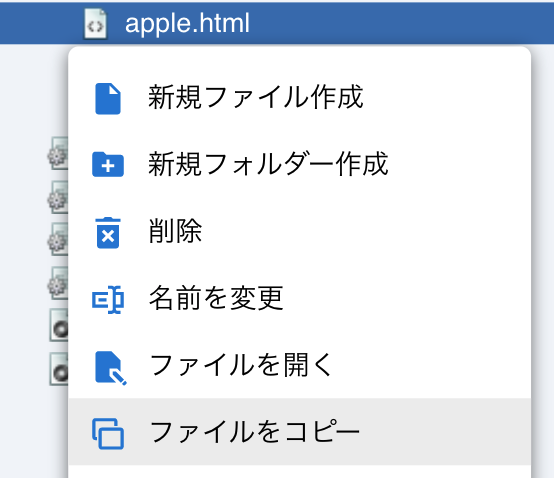 apple.html
新規ファイル作成
新規フォルダー作成
削除
名前を変更
ファイルを開く
ファイルをコピー